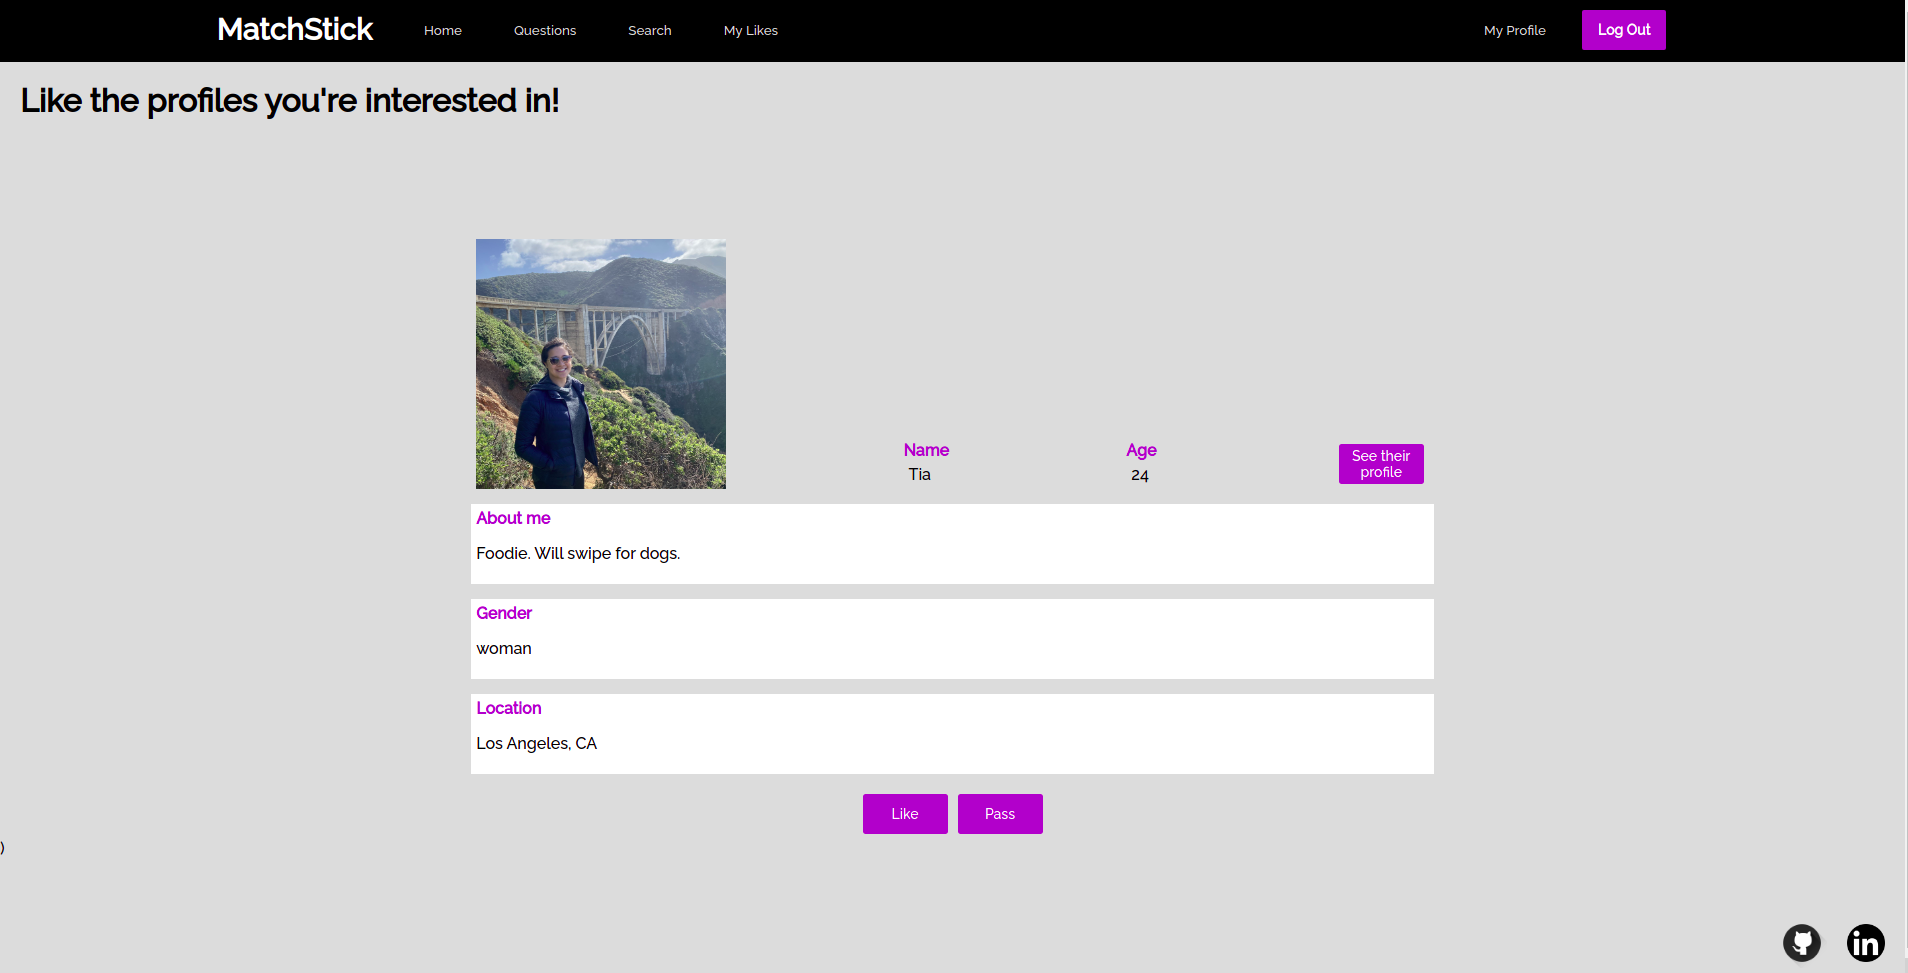 MatchStick Home Questions Search My Likes My Profile Log Out
Like the profiles you're interested in!
Name Age
Tia 24
See their
profile
About me
Foodie. Will swipe for dogs.
Gender
woman
Location
Los Angeles, CA
Like Pass
)
in